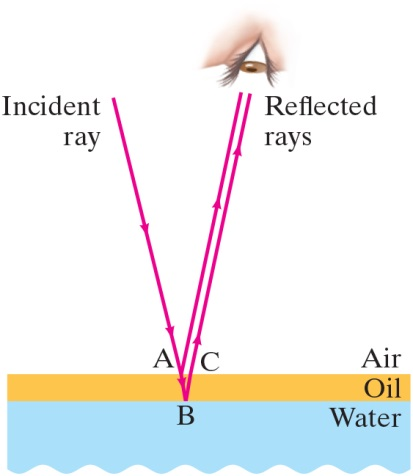 Incident
ray
Reflected
rays
A
C
Air
Oil
B
Water